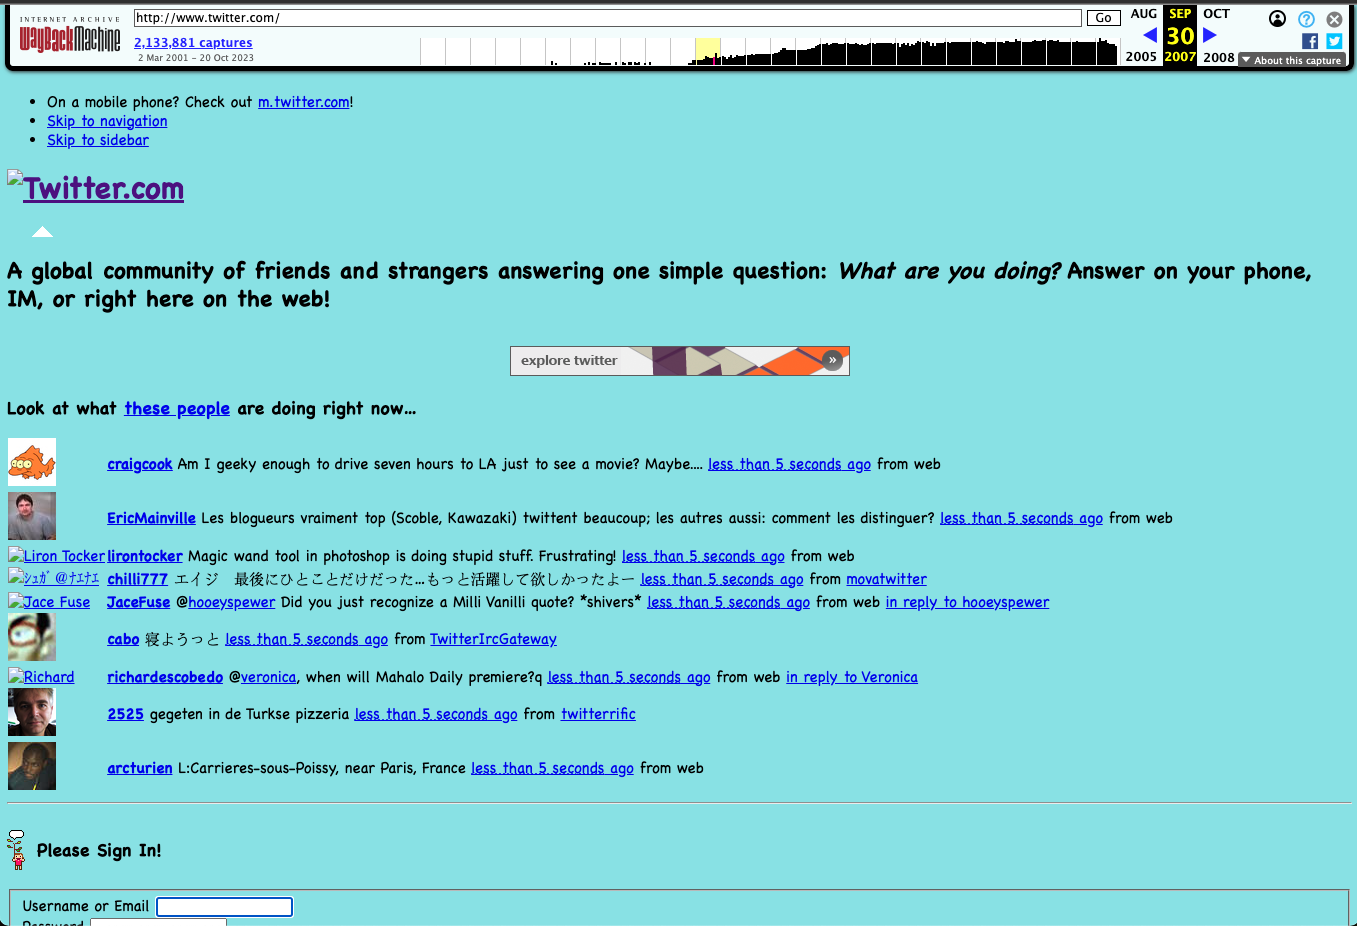 INTERNET ARCHIVE
WayBackMachine
http://www.twitter.com/
Go
2,133,881 captures
2 Mar 2001 – 20 Oct 2023
AUG SEP OCT
30
2005 2007 2008
?
f
About this capture
On a mobile phone? Check out m.twitter.com!
Skip to navigation
Skip to sidebar
Twitter.com
A global community of friends and strangers answering one simple question: What are you doing? Answer on your phone,
IM, or right here on the web!
explore twitter »
Look at what these people are doing right now...
craigcook Am I geeky enough to drive seven hours to LA just to see a movie? Maybe.... less than 5 seconds ago from web
EricMainville Les blogueurs vraiment top (Scoble, Kawazaki) twittent beaucoup; les autres aussi: comment les distinguer? less than 5 seconds ago from web
Liron Tocker lirontocker Magic wand tool in photoshop is doing stupid stuff. Frustrating! less than 5 seconds ago from web
ｼｭｶﾞ@ﾅｴﾅｴ chilli777 エイジ　最後にひとことだけだった...もっと活躍して欲しかったよー less than 5 seconds ago from movatwitter
Jace Fuse JaceFuse @hooeyspewer Did you just recognize a Milli Vanilli quote? *shivers* less than 5 seconds ago from web in reply to hooeyspewer
cabo 寝ようっと less than 5 seconds ago from TwitterIrcGateway
Richard richardescobedo @veronica, when will Mahalo Daily premiere?q less than 5 seconds ago from web in reply to Veronica
2525 gegeten in de Turkse pizzeria less than 5 seconds ago from twitterrific
arcturien L:Carrieres-sous-Poissy, near Paris, France less than 5 seconds ago from web
Please Sign In!
Username or Email
Password